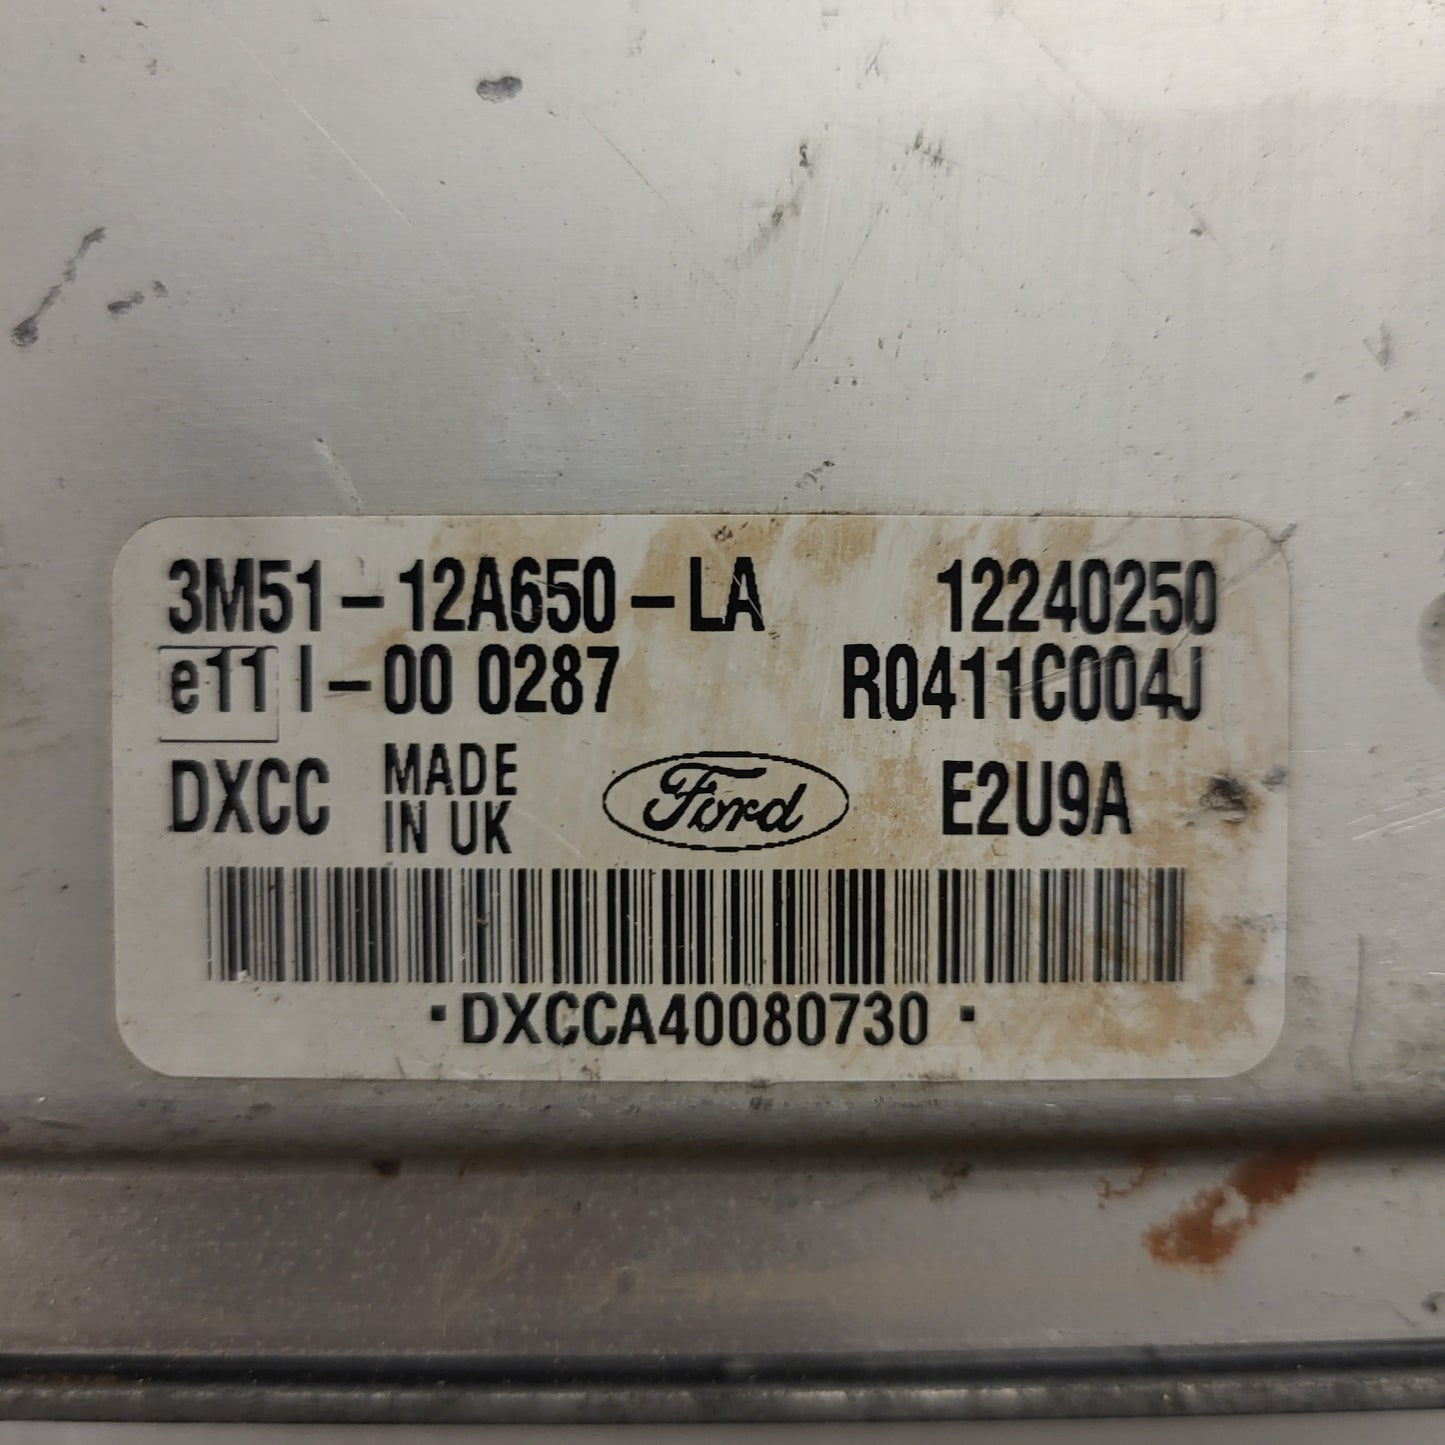 3M51-12A650-LA 12240250
e11 I-00 0287 R0411C004J
DXCC MADE IN UK Ford E2U9A
·DXCCA40080730·